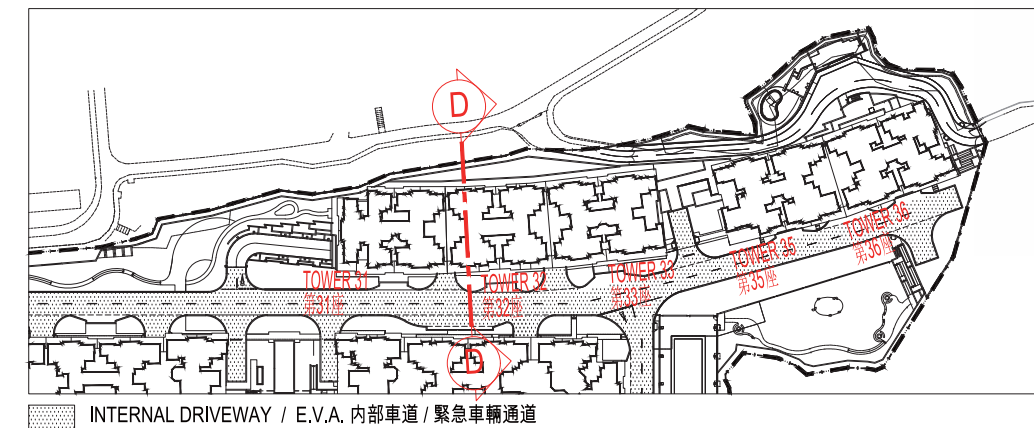 D
TOWER 31
第31座
TOWER 32
第32座
TOWER 33
第33座
TOWER 35
第35座
TOWER 36
第36座
D
INTERNAL DRIVEWAY / E.V.A. 內部車道 / 緊急車輛通道